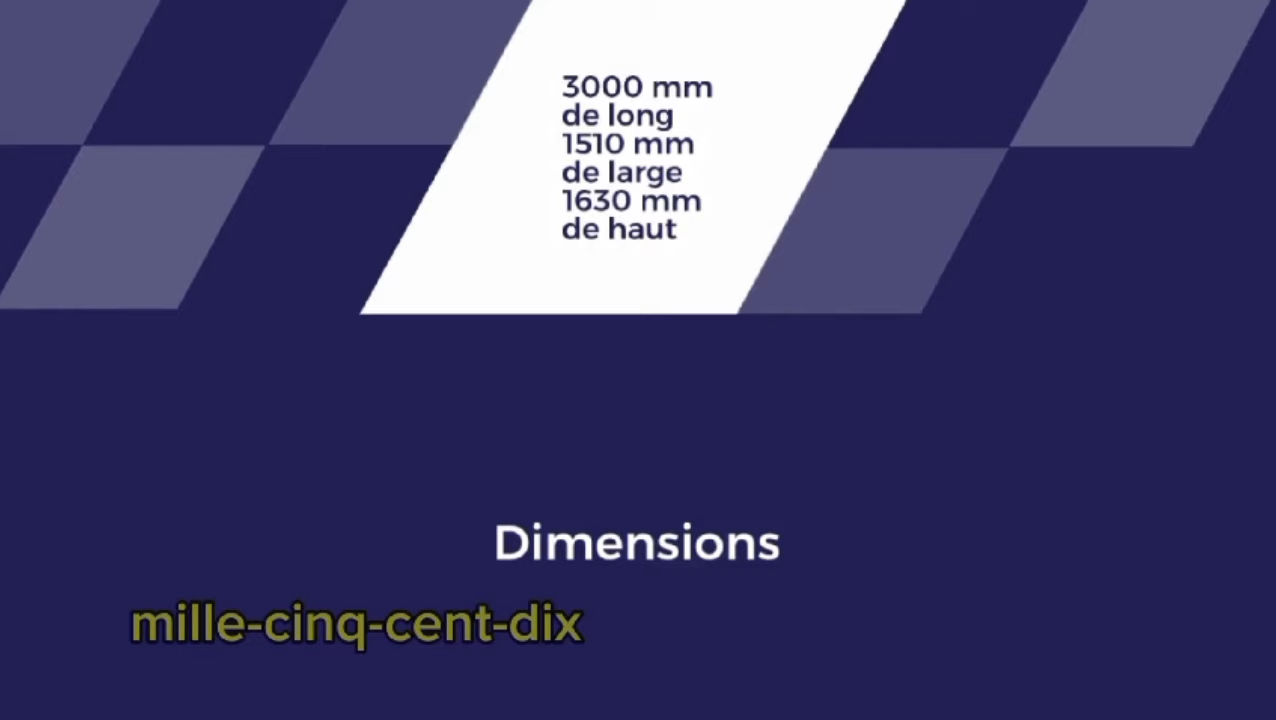 3000 mm
de long
1510 mm
de large
1630 mm
de haut
Dimensions
mille-cinq-cent-dix